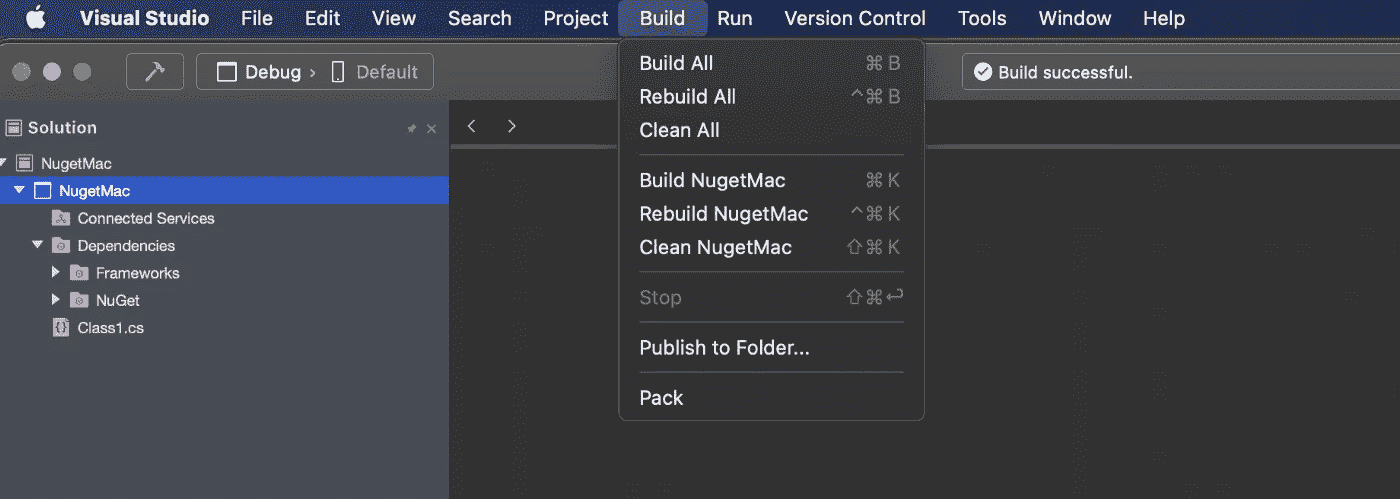 Visual Studio File Edit View Search Project Build Run Version Control Tools Window Help
Debug › Default
Build successful.
Solution
NugetMac
NugetMac
Connected Services
Dependencies
Frameworks
NuGet
Class1.cs
Build All ⌘B
Rebuild All ^⌘B
Clean All
Build NugetMac ⌘K
Rebuild NugetMac ^⌘K
Clean NugetMac ⇧⌘K
Stop ⇧⌘↩
Publish to Folder...
Pack